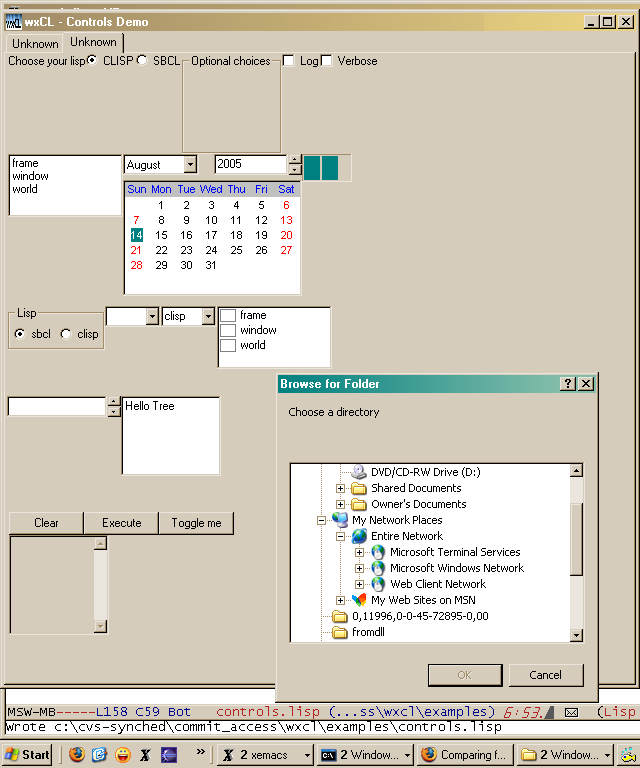 wxCL - Controls Demo
Unknown Unknown
Choose your lisp CLISP SBCL Optional choices Log Verbose
frame
window
world
August 2005
Sun Mon Tue Wed Thu Fri Sat
1 2 3 4 5 6
7 8 9 10 11 12 13
14 15 16 17 18 19 20
21 22 23 24 25 26 27
28 29 30 31
Lisp
sbcl clisp
clisp
frame
window
world
Hello Tree
Clear Execute Toggle me
Browse for Folder
Choose a directory
DVD/CD-RW Drive (D:)
Shared Documents
Owner's Documents
My Network Places
Entire Network
Microsoft Terminal Services
Microsoft Windows Network
Web Client Network
My Web Sites on MSN
0,11996,0-0-45-72895-0,00
fromdll
OK Cancel
MSW-MB-----L158 C59 Bot controls.lisp (...ss\wxcl\examples) 6:53 (Lisp
wrote c:\cvs-synched\commit_access\wxcl\examples\controls.lisp
Start » 2 xemacs 2 Window... Comparing f... 2 Window...